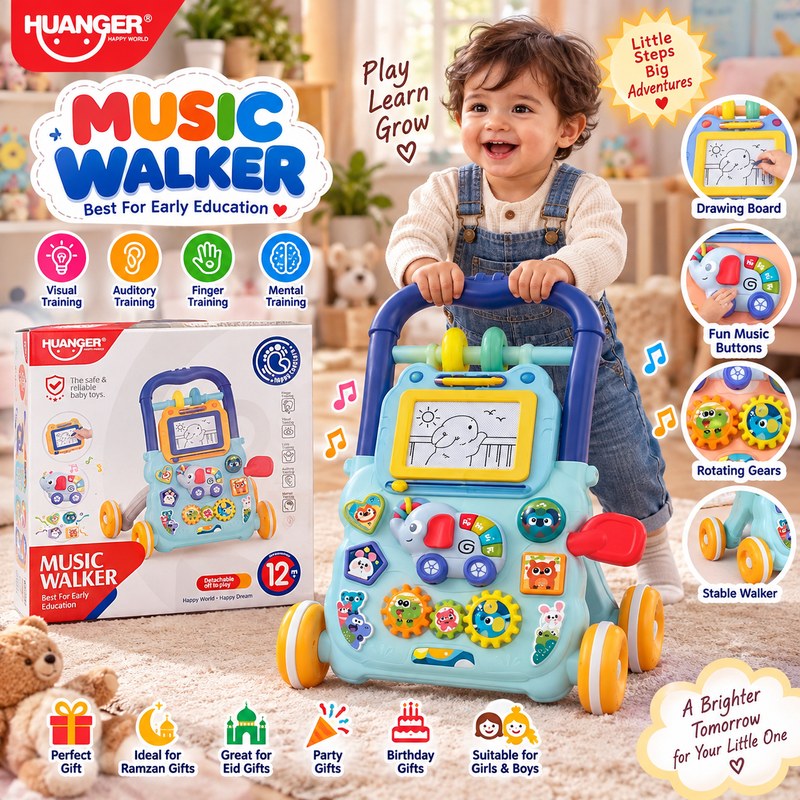 HUANGER®
HAPPY WORLD
MUSIC
WALKER
Best For Early Education
Visual
Training
Auditory
Training
Finger
Training
Mental
Training
Play
Learn
Grow
Little
Steps
Big
Adventures
Drawing Board
Fun Music
Buttons
Rotating Gears
Stable Walker
HUANGER®
HAPPY WORLD
The safe &
reliable
baby toys.
MUSIC
WALKER
Best For Early
Education
Detachable
off to play
12
Happy World • Happy Dream
A Brighter
Tomorrow
for Your Little One
Perfect
Gift
Ideal for
Ramzan Gifts
Great for
Eid Gifts
Party
Gifts
Birthday
Gifts
Suitable for
Girls & Boys